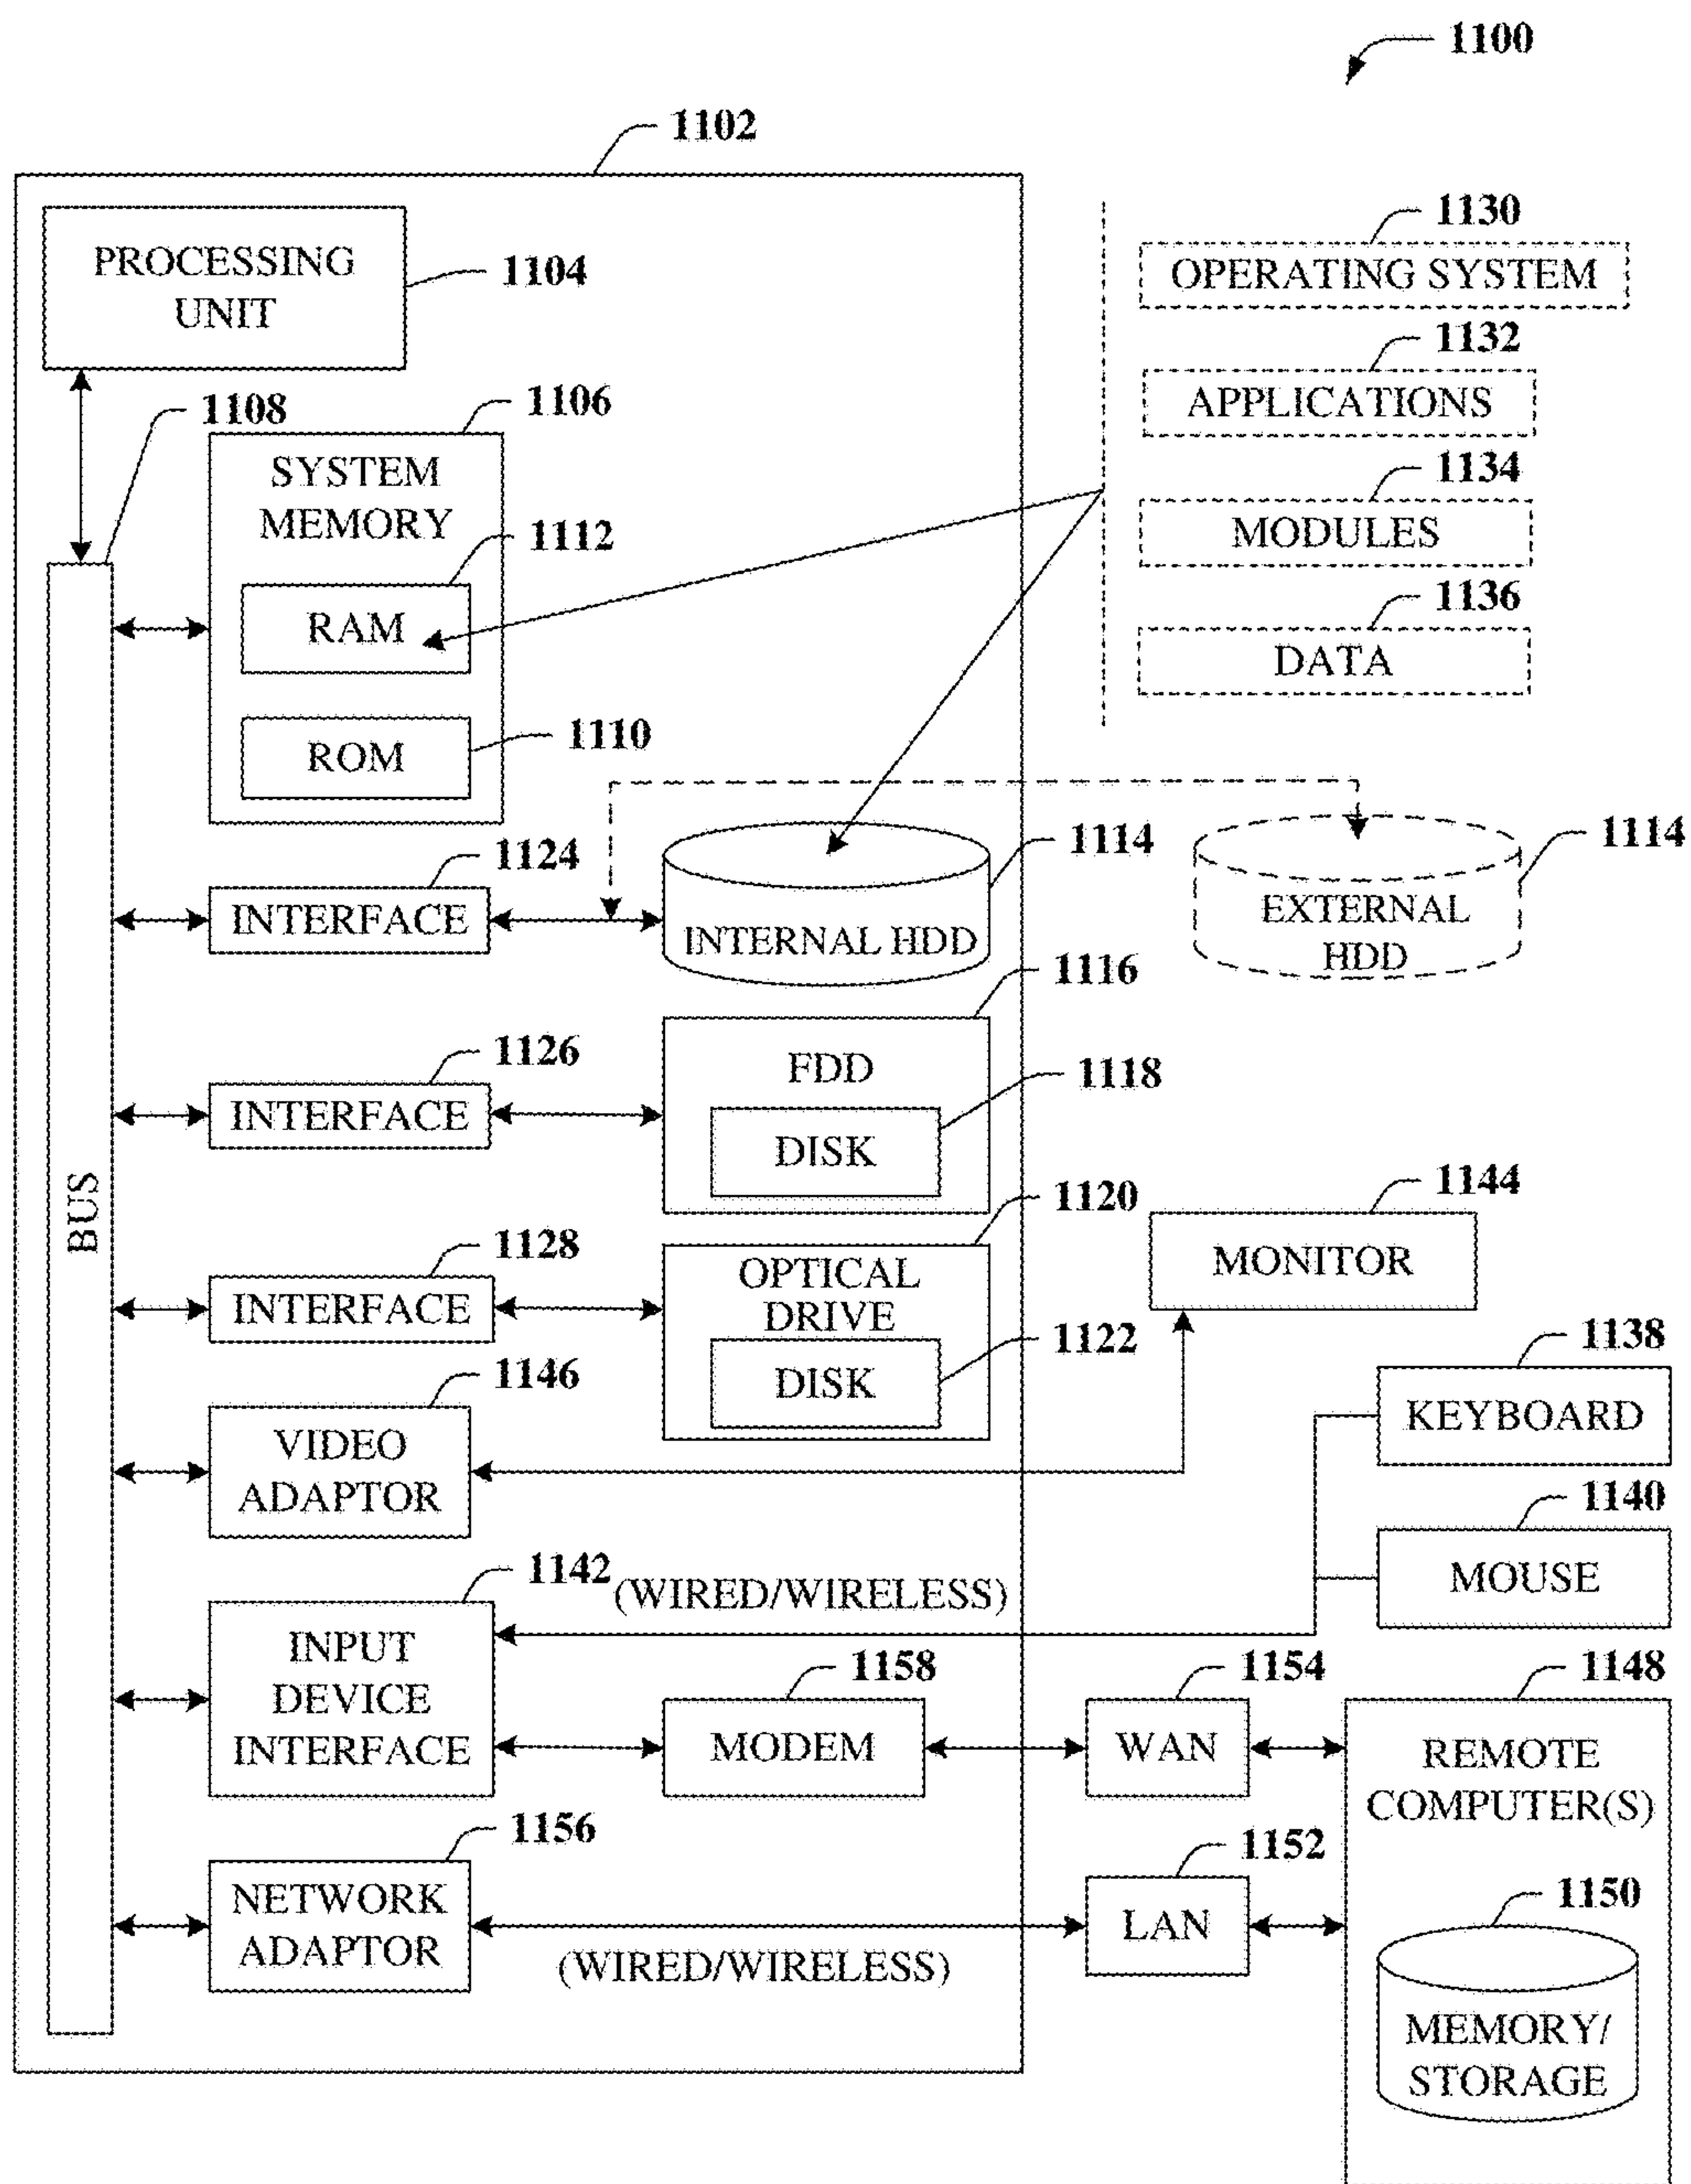 1100
1102
PROCESSING
UNIT
1104
1130
OPERATING SYSTEM
1132
APPLICATIONS
1134
MODULES
1136
DATA
1108
1106
SYSTEM
MEMORY
1112
RAM
1110
ROM
1124
INTERFACE
1114
INTERNAL HDD
1114
EXTERNAL
HDD
1116
FDD
1126
INTERFACE
1118
DISK
BUS
1120
OPTICAL
DRIVE
1128
INTERFACE
1122
DISK
1144
MONITOR
1146
VIDEO
ADAPTOR
1138
KEYBOARD
1140
MOUSE
1142
(WIRED/WIRELESS)
INPUT
DEVICE
INTERFACE
1158
MODEM
1154
WAN
1148
REMOTE
COMPUTER(S)
1156
NETWORK
ADAPTOR
(WIRED/WIRELESS)
1152
LAN
1150
MEMORY/
STORAGE